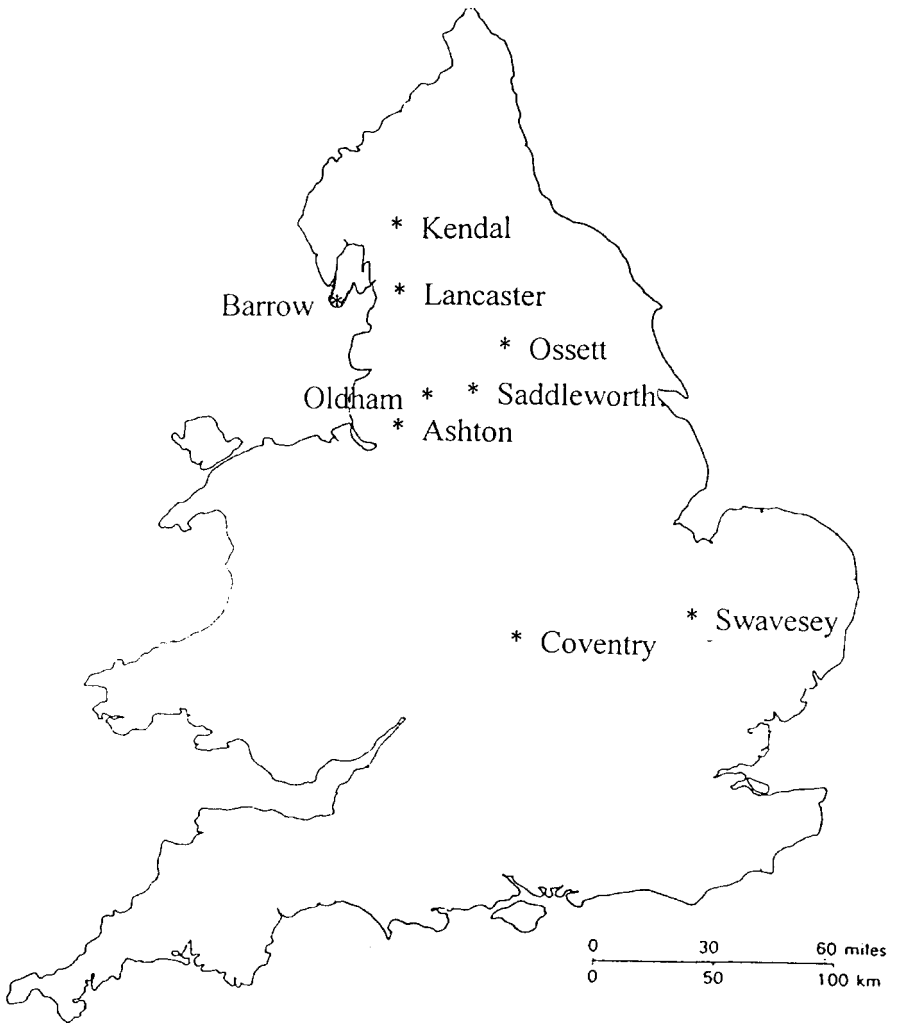 Kendal
Lancaster
Barrow
Ossett
Oldham
Saddleworth
Ashton
Swavesey
Coventry
0 30 60 miles
0 50 100 km